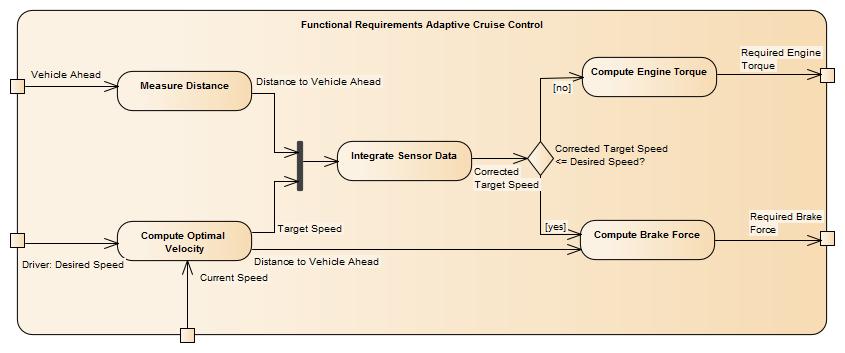 Functional Requirements Adaptive Cruise Control
Vehicle Ahead
Measure Distance
Distance to Vehicle Ahead
Integrate Sensor Data
Corrected
Target Speed
Corrected Target Speed
<= Desired Speed?
[no]
Compute Engine Torque
Required Engine
Torque
Driver: Desired Speed
Compute Optimal
Velocity
Target Speed
Distance to Vehicle Ahead
Current Speed
[yes]
Compute Brake Force
Required Brake
Force